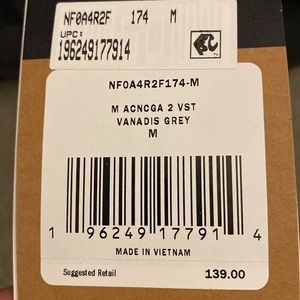 NF0A4R2F 174 M
UPC:
196249177914
NF0A4R2F174-M
M ACNCGA 2 VST
VANADIS GREY
M
1 96249 17791 4
MADE IN VIETNAM
Suggested Retail 139.00